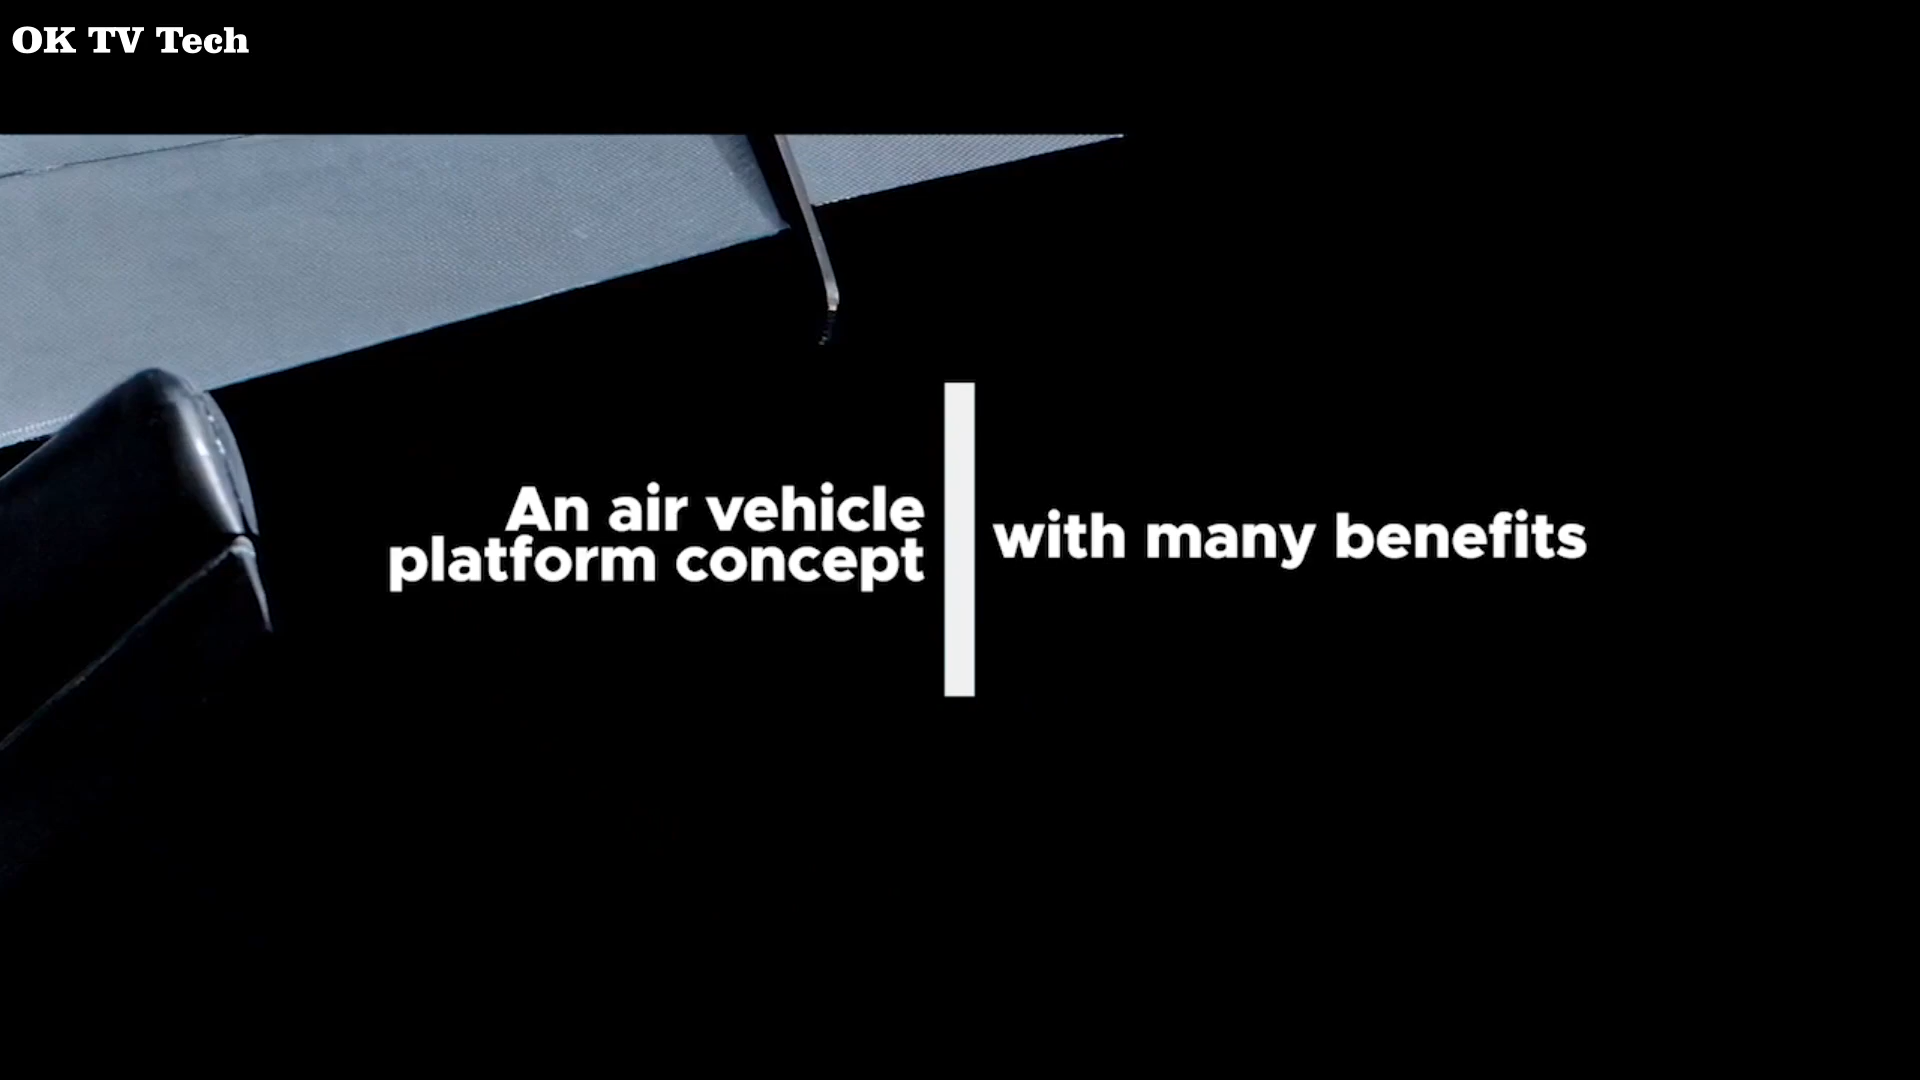 OK TV Tech
An air vehicle
platform concept
with many benefits